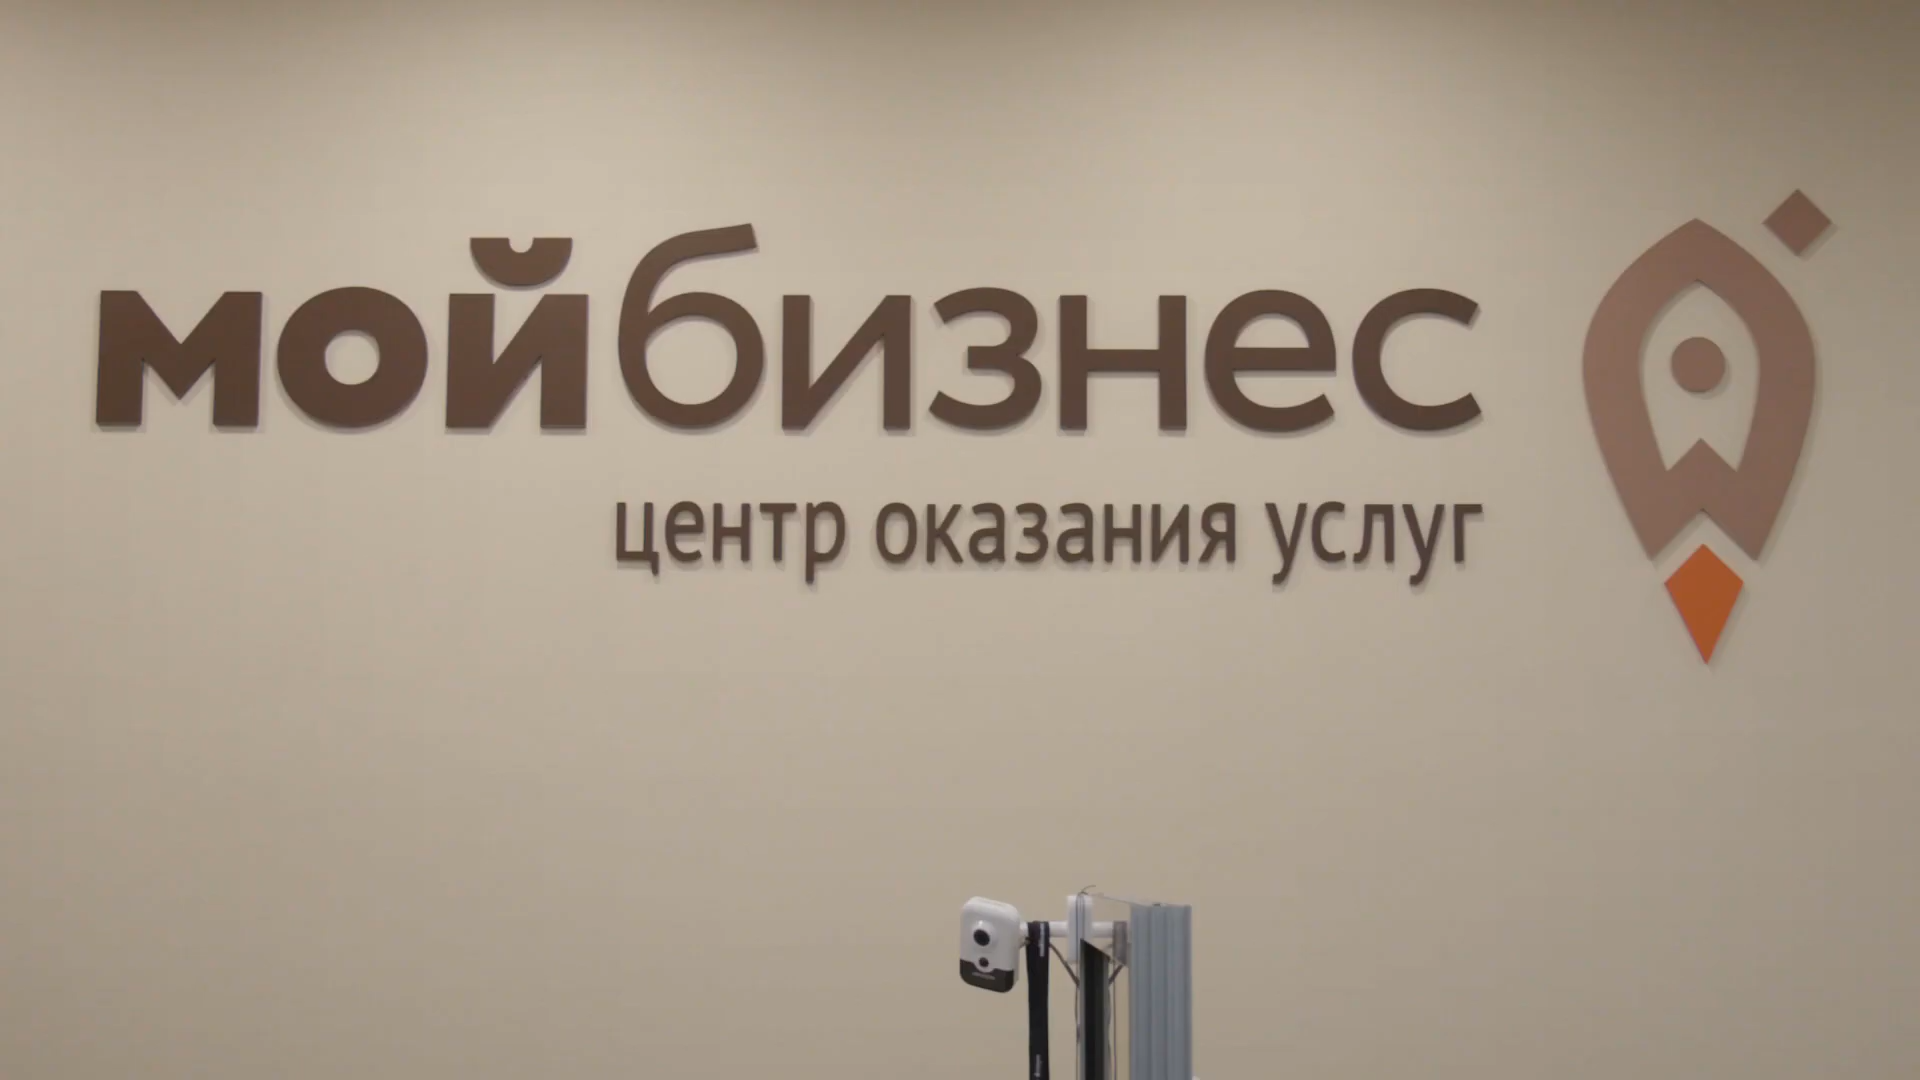 мойбизнес
центр оказания услуг